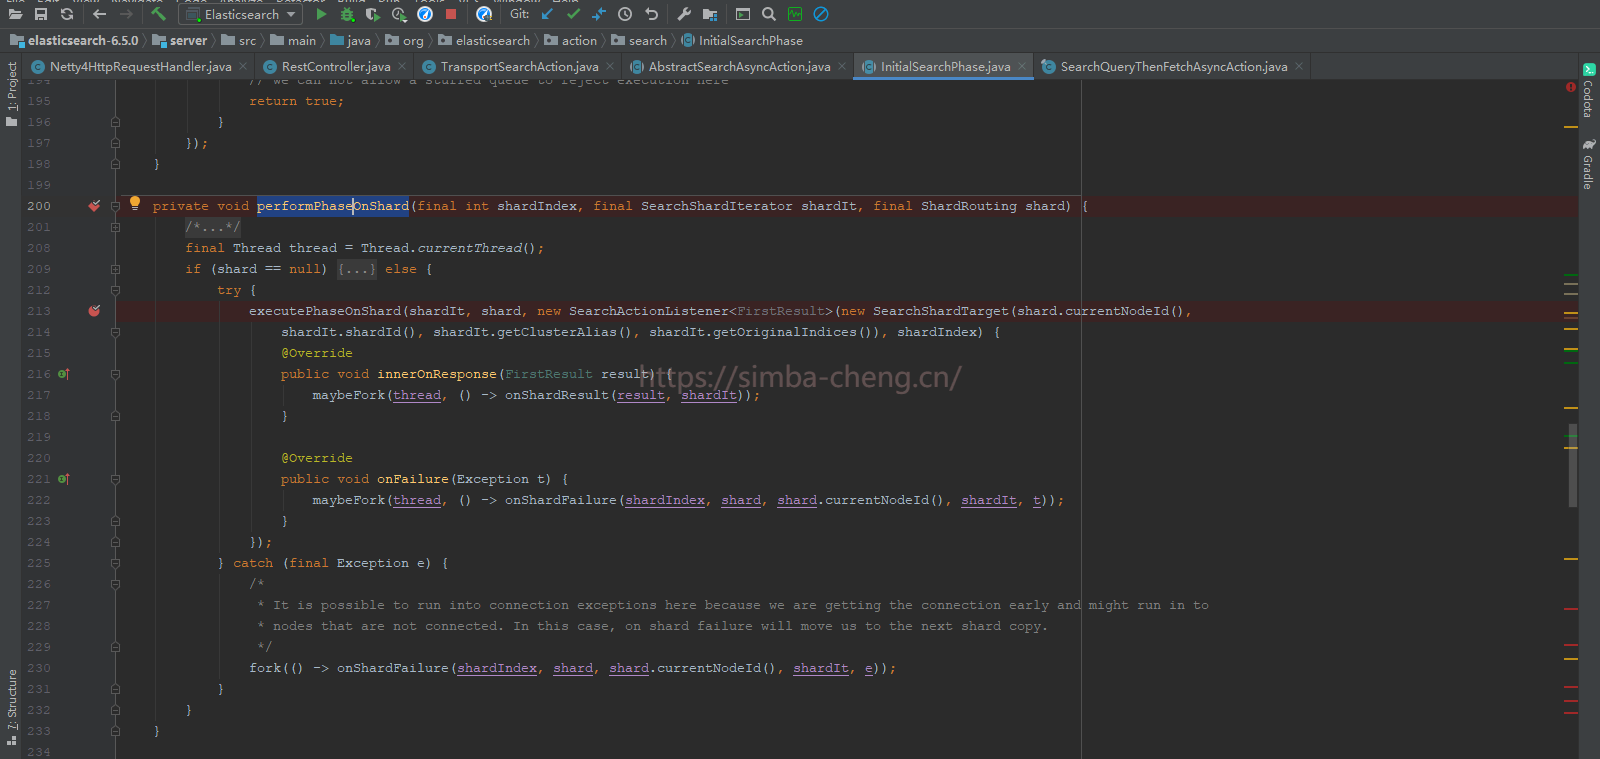 Elasticsearch Git:
elasticsearch-6.5.0 server src main java org elasticsearch action search InitialSearchPhase
Netty4HttpRequestHandler.java RestController.java TransportSearchAction.java AbstractSearchAsyncAction.java InitialSearchPhase.java SearchQueryThenFetchAsyncAction.java
1: Project
7: Structure
Codota
Gradle
194 // we can not allow a stuffed queue to reject execution here
195 return true;
196 }
197 });
198 }
199
200 private void performPhaseOnShard(final int shardIndex, final SearchShardIterator shardIt, final ShardRouting shard) {
201 /*...*/
208 final Thread thread = Thread.currentThread();
209 if (shard == null) {...} else {
212 try {
213 executePhaseOnShard(shardIt, shard, new SearchActionListener<FirstResult>(new SearchShardTarget(shard.currentNodeId(),
214 shardIt.shardId(), shardIt.getClusterAlias(), shardIt.getOriginalIndices()), shardIndex) {
215 @Override
216 public void innerOnResponse(FirstResult result) {
217 maybeFork(thread, () -> onShardResult(result, shardIt));
218 }
219
220 @Override
221 public void onFailure(Exception t) {
222 maybeFork(thread, () -> onShardFailure(shardIndex, shard, shard.currentNodeId(), shardIt, t));
223 }
224 });
225 } catch (final Exception e) {
226 /*
227 * It is possible to run into connection exceptions here because we are getting the connection early and might run in to
228 * nodes that are not connected. In this case, on shard failure will move us to the next shard copy.
229 */
230 fork(() -> onShardFailure(shardIndex, shard, shard.currentNodeId(), shardIt, e));
231 }
232 }
233 }
234
https://simba-cheng.cn/